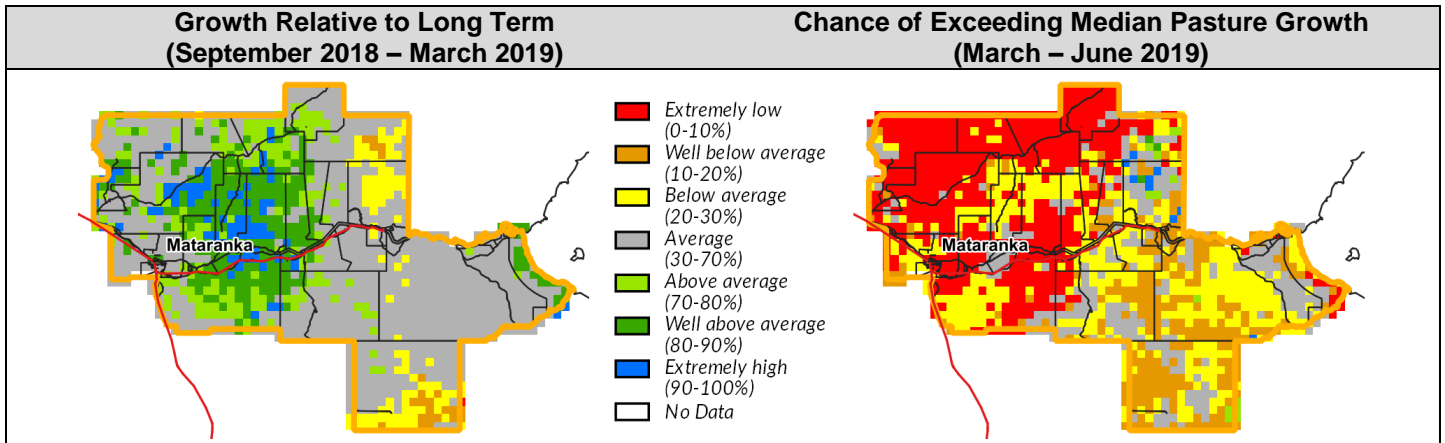 Growth Relative to Long Term
(September 2018 – March 2019)
Chance of Exceeding Median Pasture Growth
(March – June 2019)
Mataranka
Extremely low
(0-10%)
Well below average
(10-20%)
Below average
(20-30%)
Average
(30-70%)
Above average
(70-80%)
Well above average
(80-90%)
Extremely high
(90-100%)
No Data
Mataranka